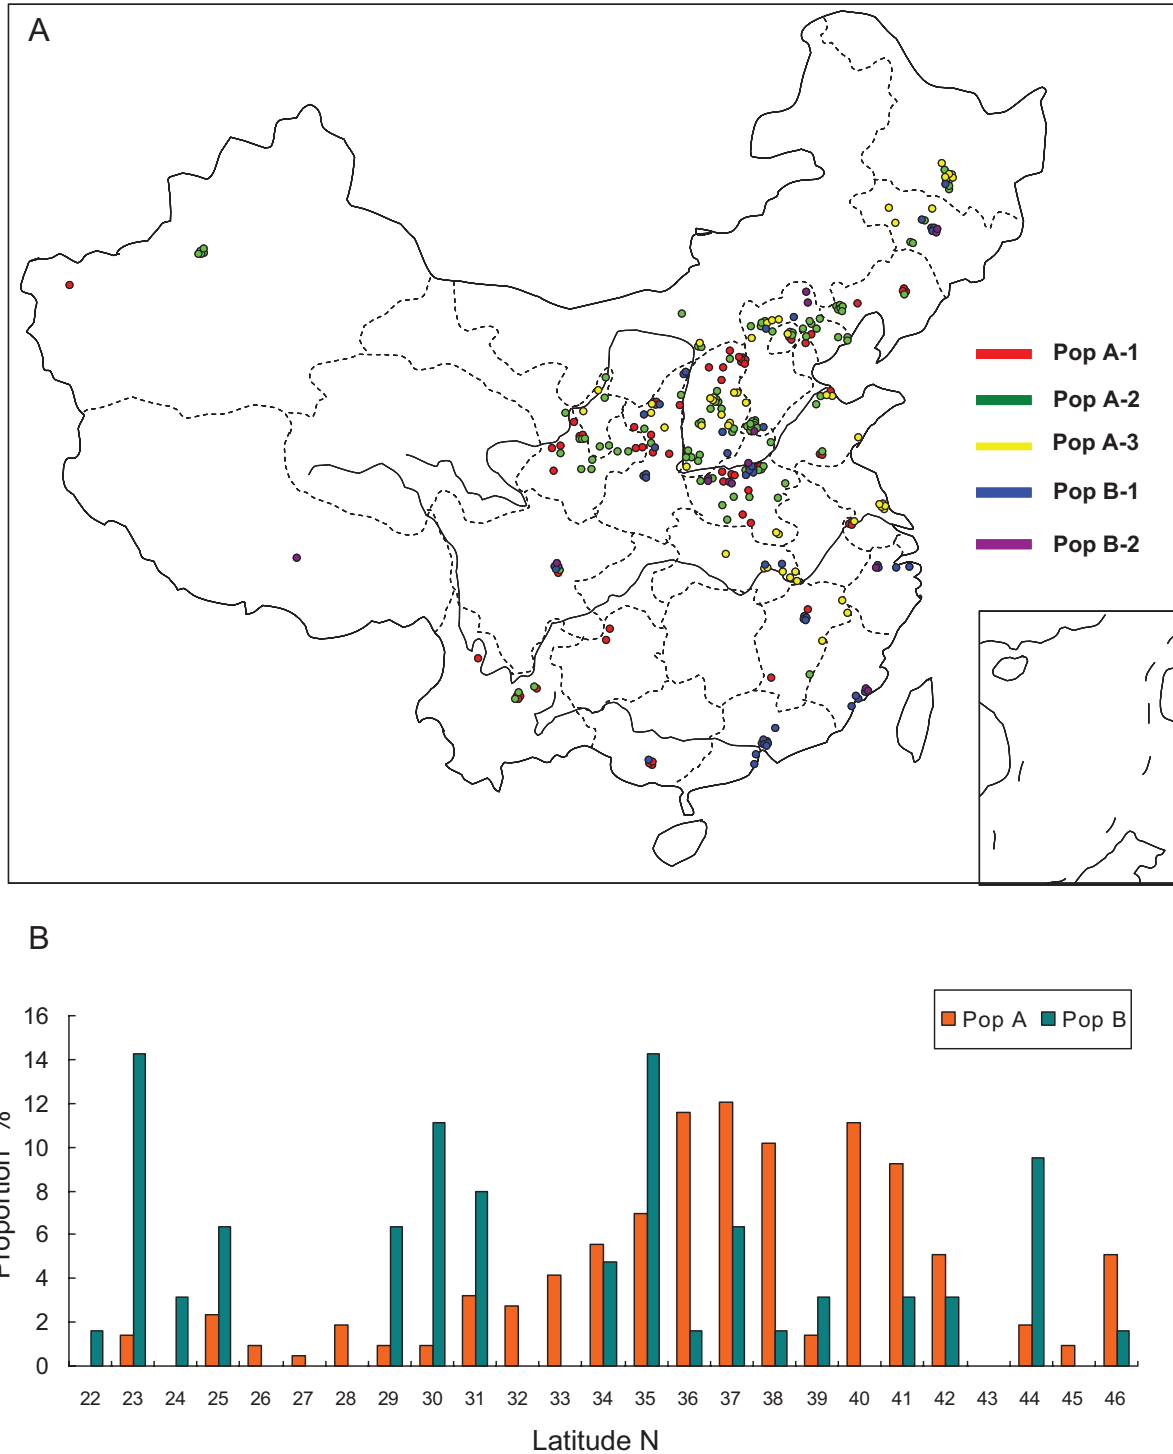 A
Pop A-1
Pop A-2
Pop A-3
Pop B-1
Pop B-2
B
Pop A Pop B
16
14
12
10
8
6
4
2
0
Proportion %
22 23 24 25 26 27 28 29 30 31 32 33 34 35 36 37 38 39 40 41 42 43 44 45 46
Latitude N